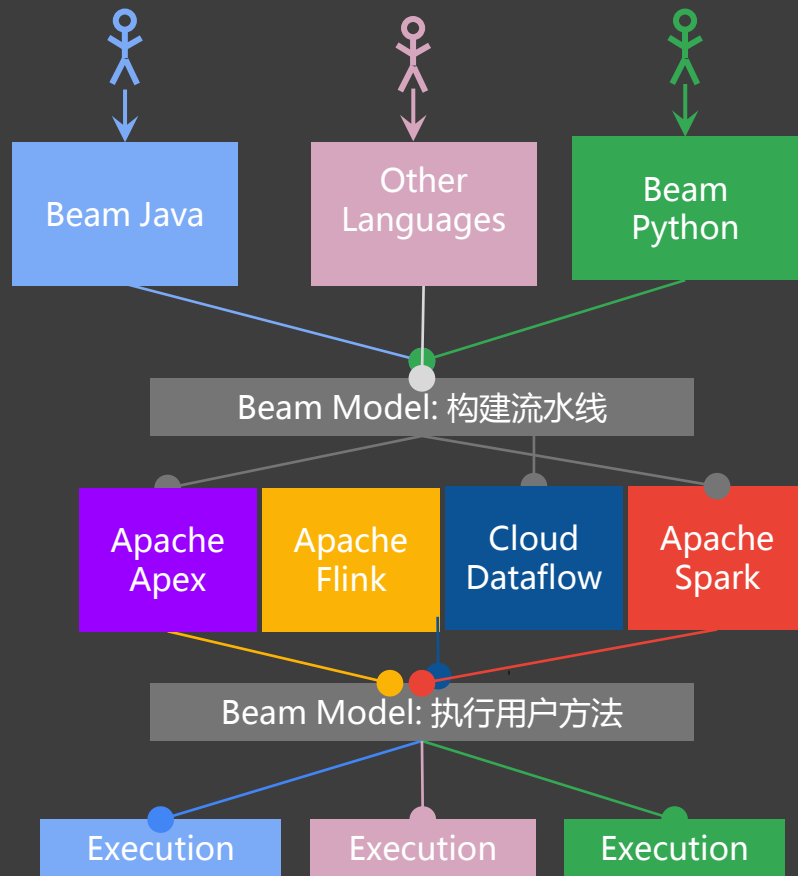 Beam Java
Other
Languages
Beam
Python
Beam Model: 构建流水线
Apache
Apex
Apache
Flink
Cloud
Dataflow
Apache
Spark
Beam Model: 执行用户方法
Execution
Execution
Execution